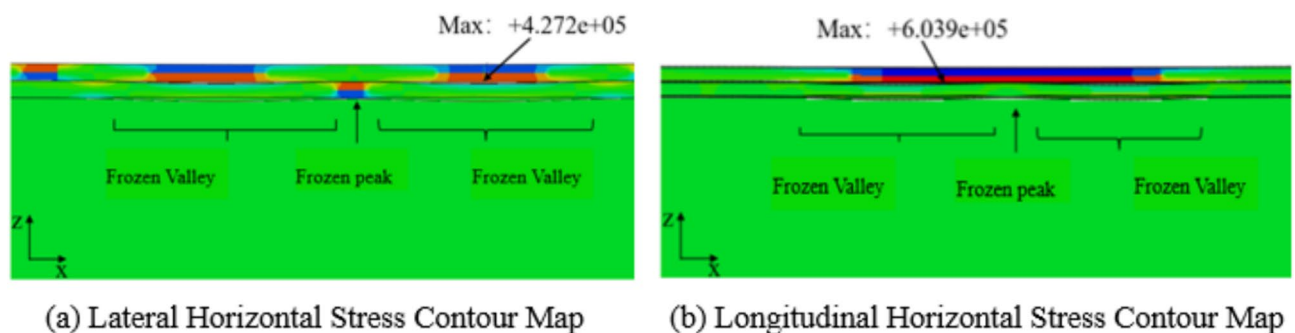 Max: +4.272e+05
Frozen Valley
Frozen peak
Frozen Valley
Z
X
(a) Lateral Horizontal Stress Contour Map
Max: +6.039e+05
Frozen Valley
Frozen peak
Frozen Valley
Z
X
(b) Longitudinal Horizontal Stress Contour Map